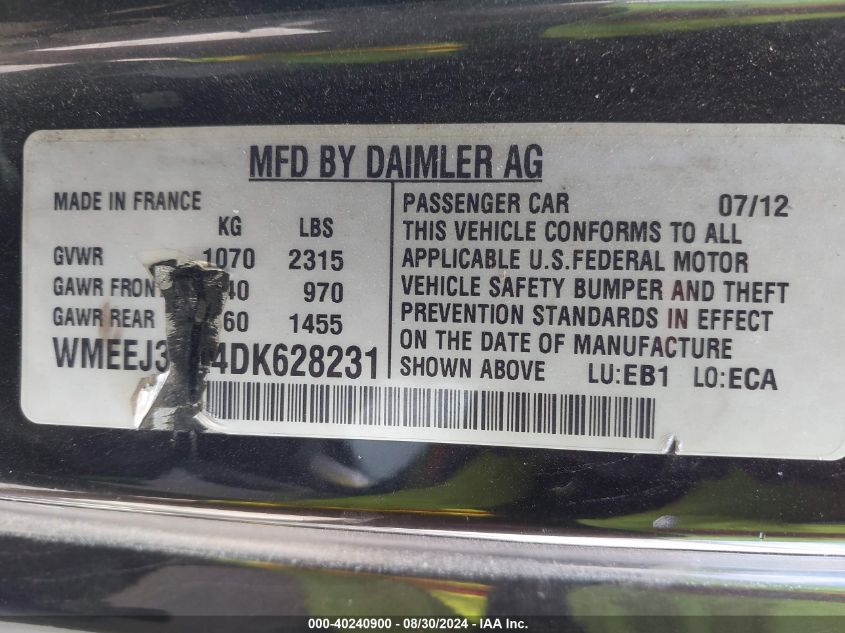 MFD BY DAIMLER AG
MADE IN FRANCE
KG LBS
GVWR 1070 2315
GAWR FRON 40 970
GAWR REAR 60 1455
WMEEJ3 4DK628231
PASSENGER CAR 07/12
THIS VEHICLE CONFORMS TO ALL
APPLICABLE U.S.FEDERAL MOTOR
VEHICLE SAFETY BUMPER AND THEFT
PREVENTION STANDARDS IN EFFECT
ON THE DATE OF MANUFACTURE
SHOWN ABOVE LU:EB1 LO:ECA
000-40240900 - 08/30/2024 - IAA Inc.